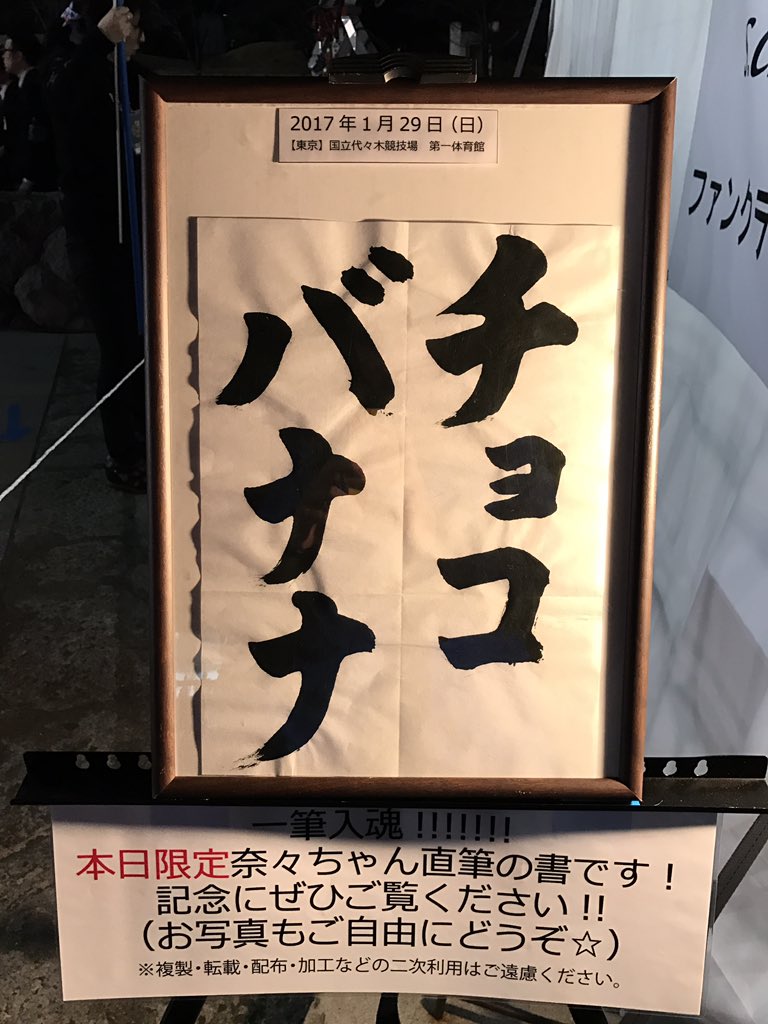 2017年1月29日（日）
【東京】国立代々木競技場　第一体育館
チョコ
バナナ
一筆入魂!!!!!!!
本日限定奈々ちゃん直筆の書です！
記念にぜひご覧ください!!
（お写真もご自由にどうぞ☆）
※複製・転載・配布・加工などの二次利用はご遠慮ください。
ファンクラ